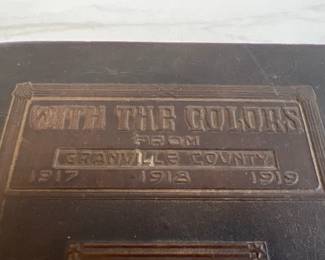 WITH THE COLORS
FROM
GRANVILLE COUNTY
1917 1918 1919